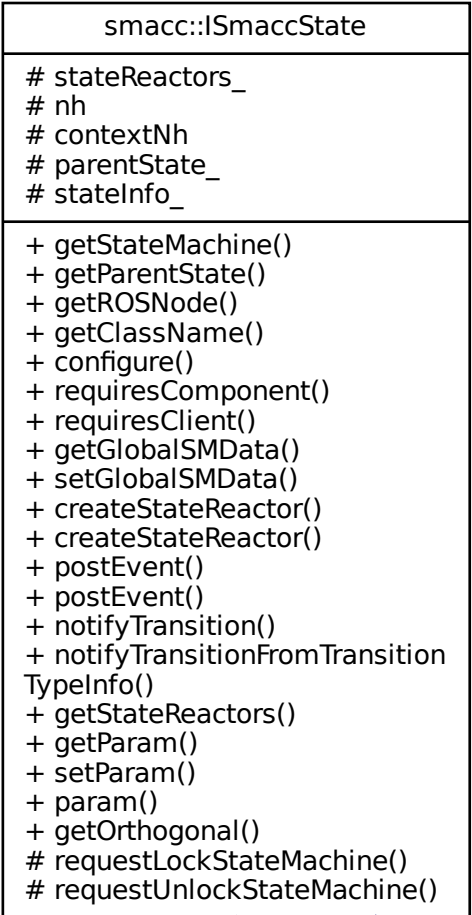 smacc::ISmaccState
# stateReactors_
# nh
# contextNh
# parentState_
# stateInfo_
+ getStateMachine()
+ getParentState()
+ getROSNode()
+ getClassName()
+ configure()
+ requiresComponent()
+ requiresClient()
+ getGlobalSMData()
+ setGlobalSMData()
+ createStateReactor()
+ createStateReactor()
+ postEvent()
+ postEvent()
+ notifyTransition()
+ notifyTransitionFromTransition
TypeInfo()
+ getStateReactors()
+ getParam()
+ setParam()
+ param()
+ getOrthogonal()
# requestLockStateMachine()
# requestUnlockStateMachine()